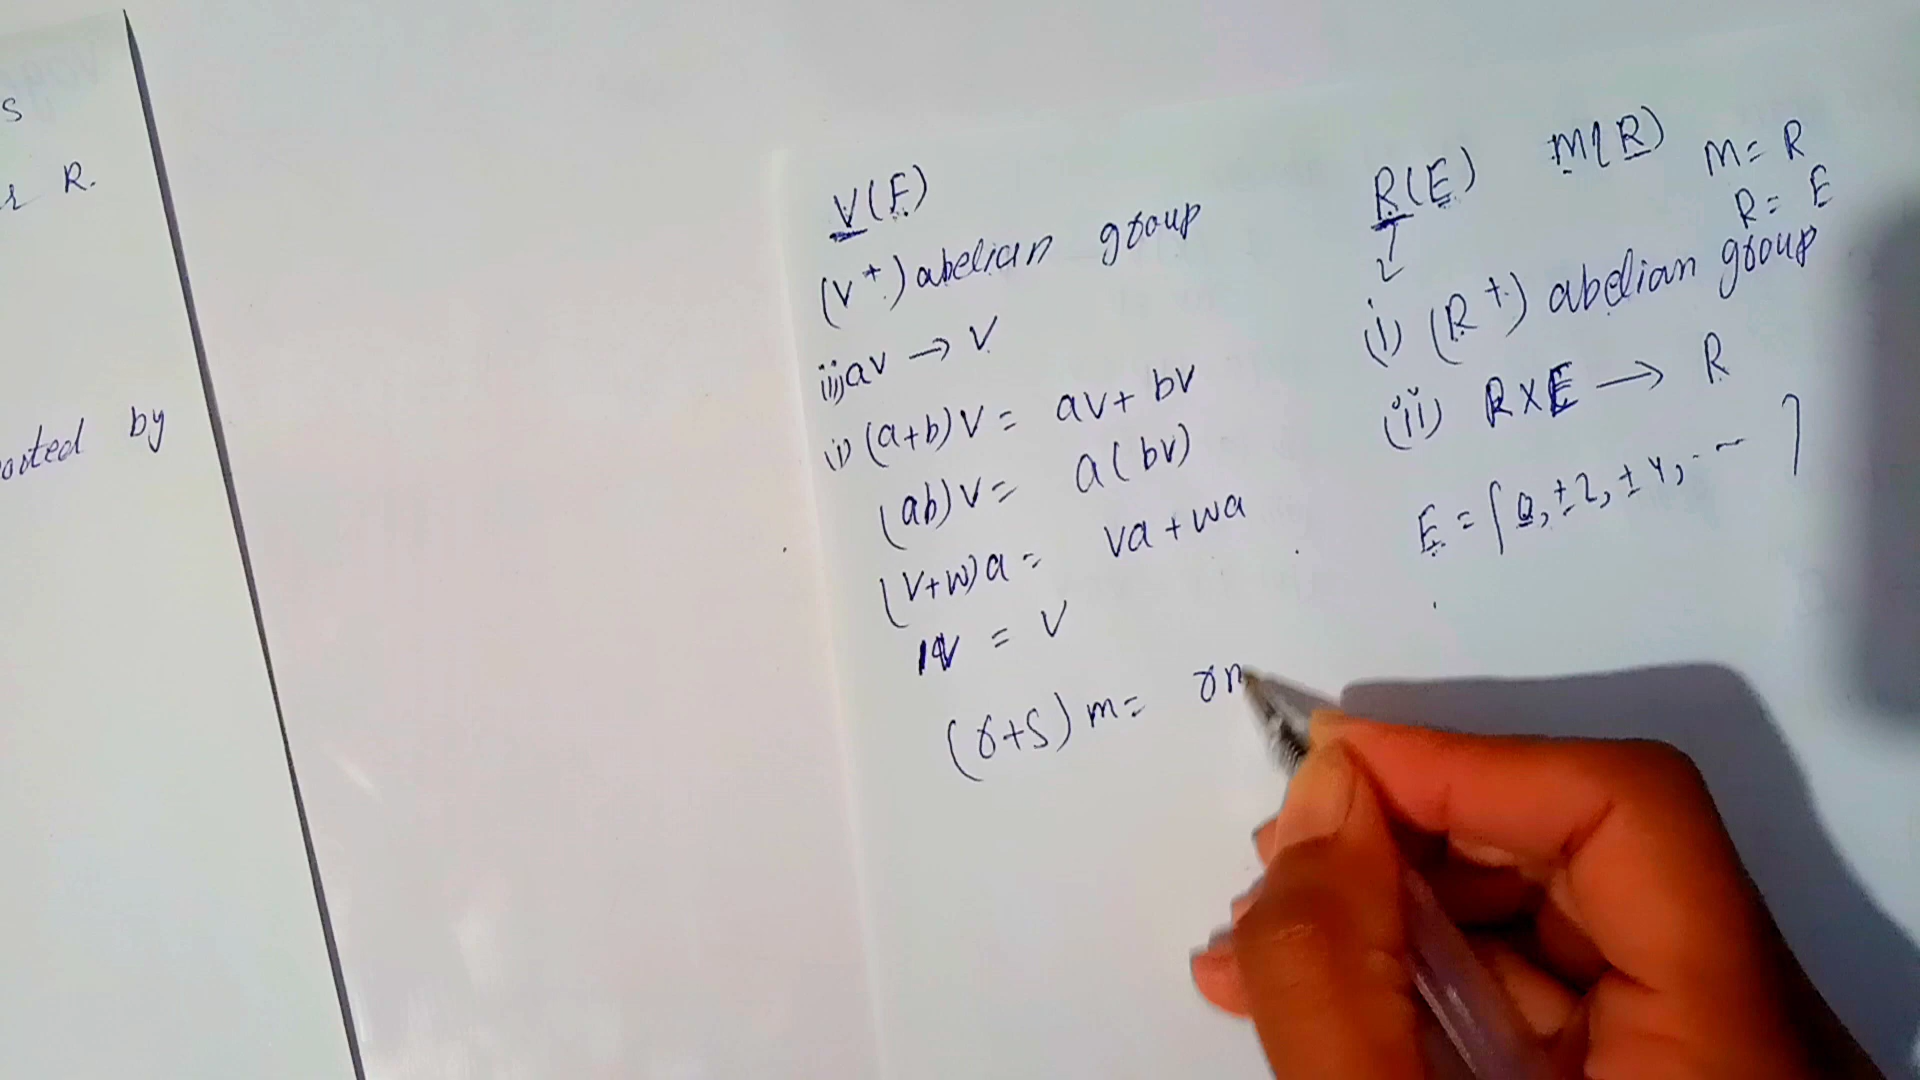 s
R.
by
V(F)
(V +) abelian group
ii) av → V
i) (a+b)V = av + bv
(ab)V = a(bv)
(V+W)a = va + wa
1V = V
(r+s) m = rm
R(E) M(R) M = R
R = E
(i) (R +) abelian group
(ii) R×E → R
E = { 0, ±2, ±4, ... }